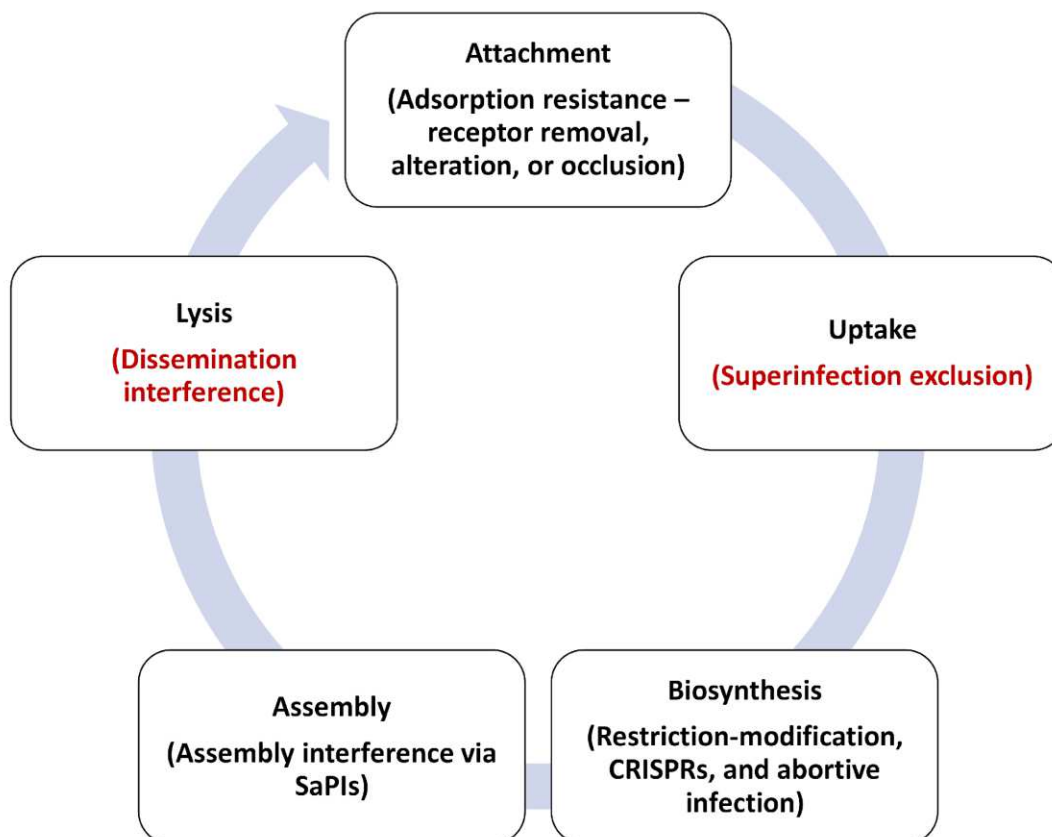 Attachment
(Adsorption resistance –
receptor removal,
alteration, or occlusion)
Uptake
(Superinfection exclusion)
Biosynthesis
(Restriction-modification,
CRISPRs, and abortive
infection)
Assembly
(Assembly interference via
SaPIs)
Lysis
(Dissemination
interference)